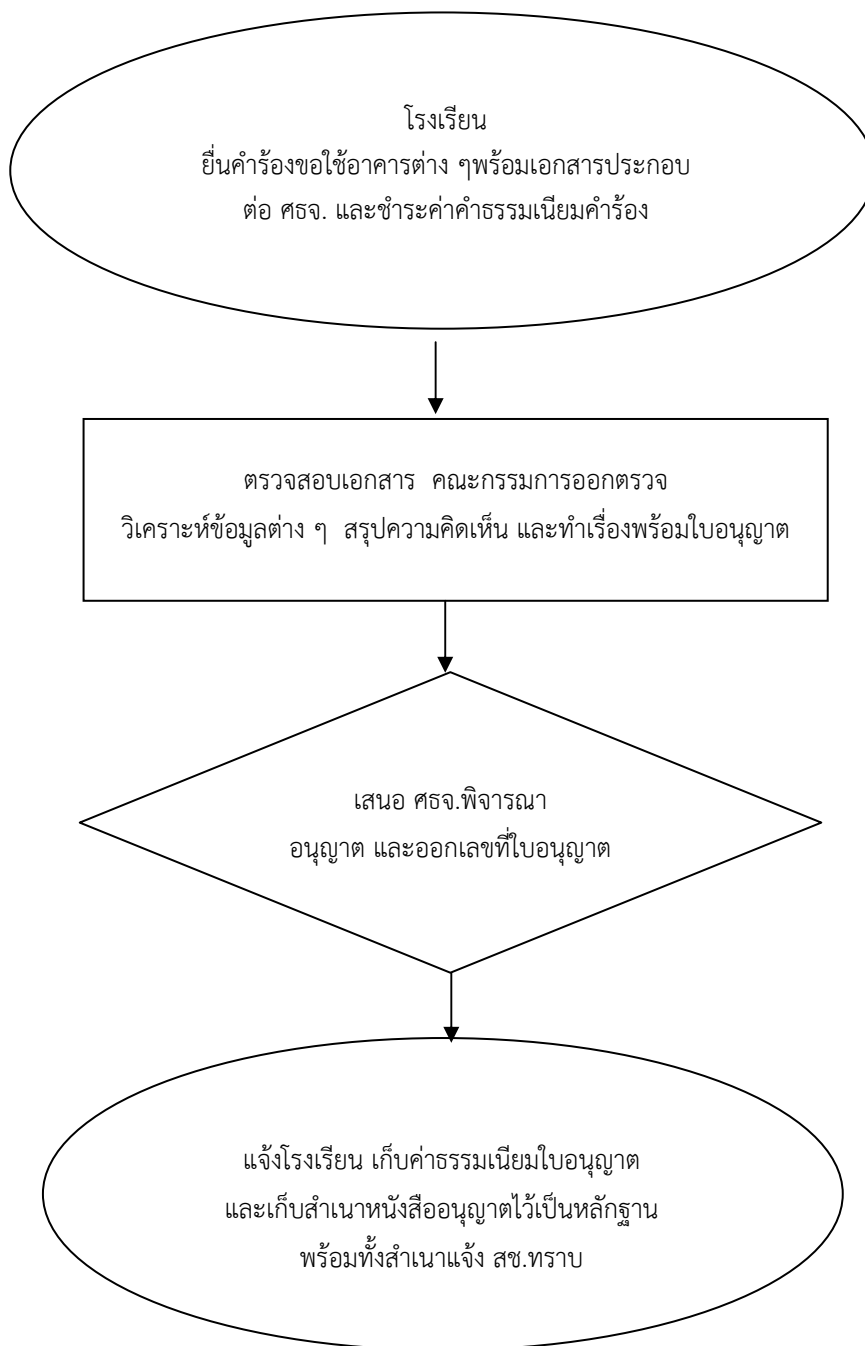 โรงเรียน
ยื่นคำร้องขอใช้อาคารต่าง ๆพร้อมเอกสารประกอบ
ต่อ ศธจ. และชำระค่าคำธรรมเนียมคำร้อง
ตรวจสอบเอกสาร คณะกรรมการออกตรวจ
วิเคราะห์ข้อมูลต่าง ๆ สรุปความคิดเห็น และทำเรื่องพร้อมใบอนุญาต
เสนอ ศธจ.พิจารณา
อนุญาต และออกเลขที่ใบอนุญาต
แจ้งโรงเรียน เก็บค่าธรรมเนียมใบอนุญาต
และเก็บสำเนาหนังสืออนุญาตไว้เป็นหลักฐาน
พร้อมทั้งสำเนาแจ้ง สช.ทราบ